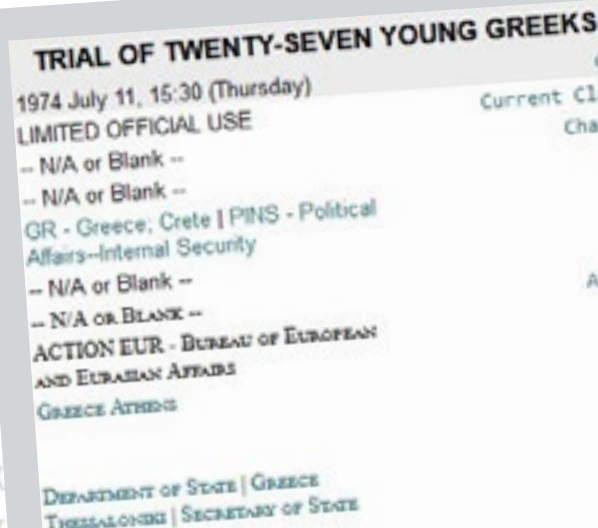 TRIAL OF TWENTY-SEVEN YOUNG GREEKS
1974 July 11, 15:30 (Thursday)
LIMITED OFFICIAL USE
Current Cl
Cha
-- N/A or Blank --
-- N/A or Blank --
GR - Greece; Crete | PINS - Political
Affairs--Internal Security
-- N/A or Blank --
A
-- N/A OR BLANK --
ACTION EUR - BUREAU OF EUROPEAN
AND EURASIAN AFFAIRS
GREECE ATHENS
DEPARTMENT OF STATE | GREECE
THESSALONIKI | SECRETARY OF STATE